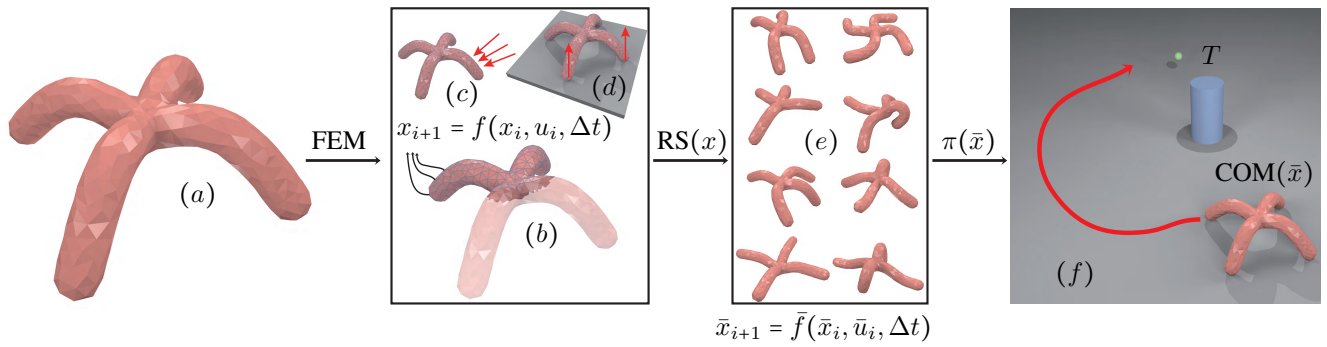 (a)
FEM
(c)
(d)
x_{i+1} = f(x_i, u_i, Δt)
(b)
RS(x)
(e)
x̄_{i+1} = f̄(x̄_i, ū_i, Δt)
π(x̄)
T
COM(x̄)
(f)